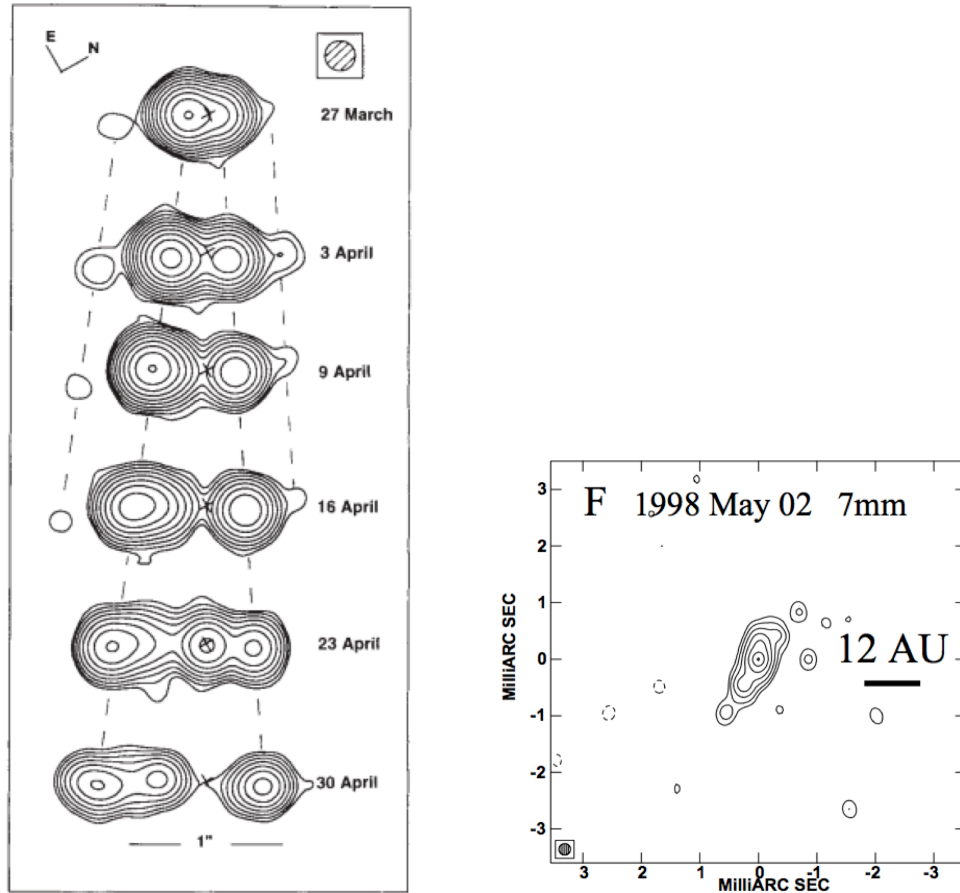 E
N
27 March
3 April
9 April
16 April
23 April
30 April
1"
F 1998 May 02 7mm
12 AU
MilliARC SEC
3
2
1
0
-1
-2
-3
3 2 1 0 -1 -2 -3
MilliARC SEC